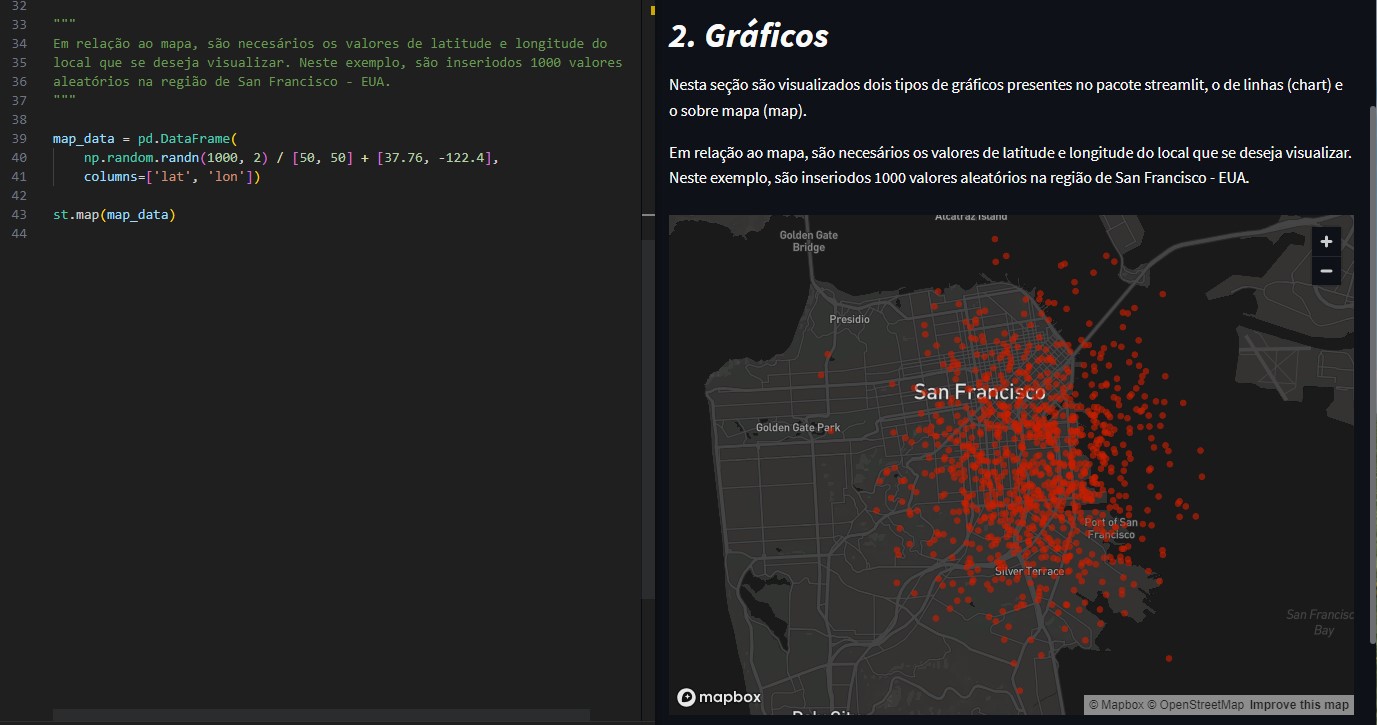 32
33 """
34 Em relação ao mapa, são necesários os valores de latitude e longitude do
35 local que se deseja visualizar. Neste exemplo, são inseriodos 1000 valores
36 aleatórios na região de San Francisco - EUA.
37 """
38
39 map_data = pd.DataFrame(
40 np.random.randn(1000, 2) / [50, 50] + [37.76, -122.4],
41 columns=['lat', 'lon'])
42
43 st.map(map_data)
44
2. Gráficos
Nesta seção são visualizados dois tipos de gráficos presentes no pacote streamlit, o de linhas (chart) e
o sobre mapa (map).
Em relação ao mapa, são necesários os valores de latitude e longitude do local que se deseja visualizar.
Neste exemplo, são inseriodos 1000 valores aleatórios na região de San Francisco - EUA.
Alcatraz Island
Golden Gate
Bridge
+
−
Presidio
San Francisco
Golden Gate Park
Port of San
Francisco
Silver Terrace
San Francisc
Bay
mapbox
© Mapbox © OpenStreetMap Improve this map